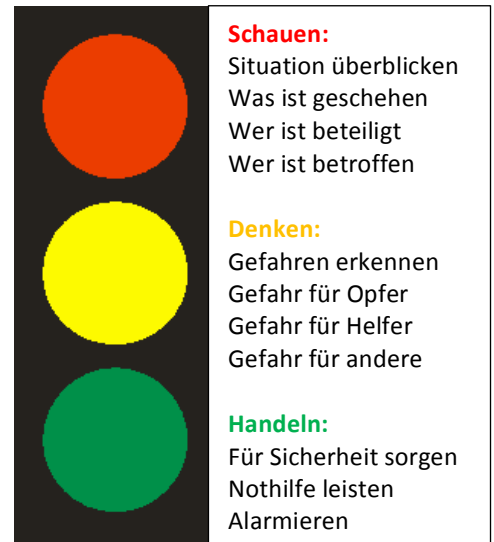 Schauen:
Situation überblicken
Was ist geschehen
Wer ist beteiligt
Wer ist betroffen
Denken:
Gefahren erkennen
Gefahr für Opfer
Gefahr für Helfer
Gefahr für andere
Handeln:
Für Sicherheit sorgen
Nothilfe leisten
Alarmieren